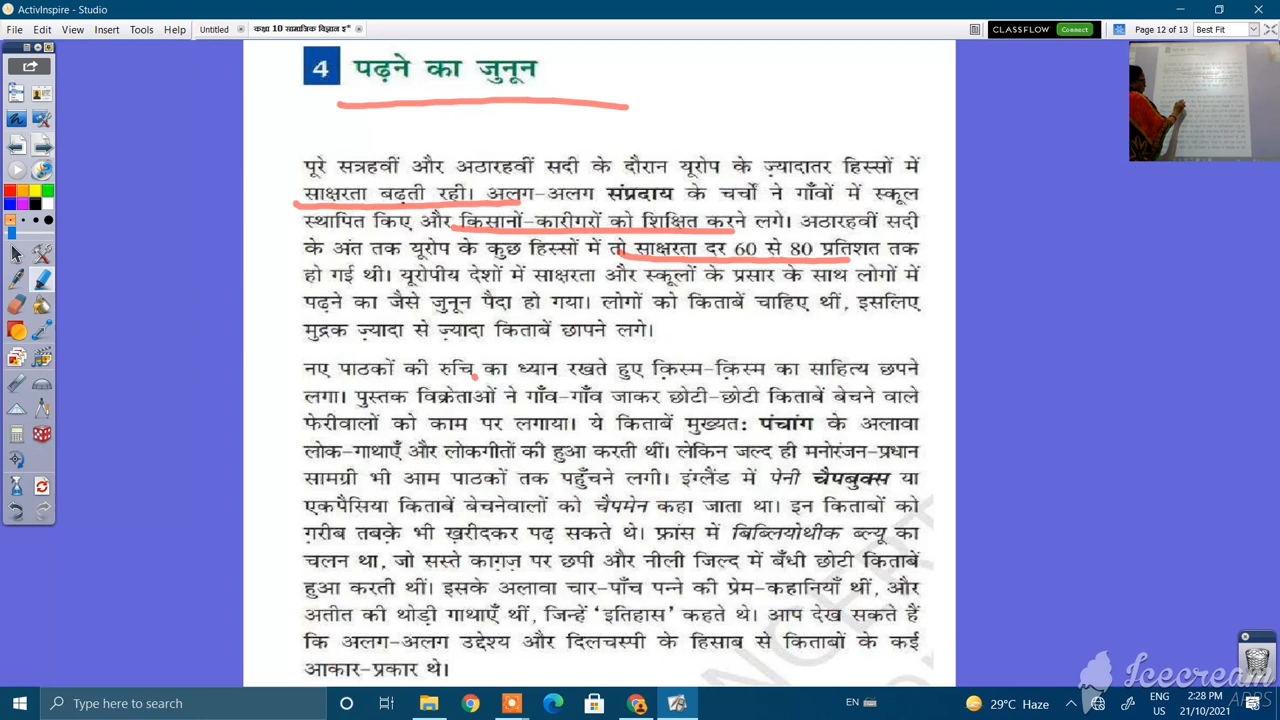 ActivInspire - Studio
File Edit View Insert Tools Help
Untitled
कक्षा 10 सामाजिक विज्ञान इ*
CLASSFLOW Connect
Page 12 of 13
Best Fit
4 पढ़ने का जुनून
पूरे सत्रहवीं और अठारहवीं सदी के दौरान यूरोप के ज़्यादातर हिस्सों में
साक्षरता बढ़ती रही। अलग-अलग संप्रदाय के चर्चों ने गाँवों में स्कूल
स्थापित किए और किसानों-कारीगरों को शिक्षित करने लगे। अठारहवीं सदी
के अंत तक यूरोप के कुछ हिस्सों में तो साक्षरता दर 60 से 80 प्रतिशत तक
हो गई थी। यूरोपीय देशों में साक्षरता और स्कूलों के प्रसार के साथ लोगों में
पढ़ने का जैसे जुनून पैदा हो गया। लोगों को किताबें चाहिए थीं, इसलिए
मुद्रक ज़्यादा से ज़्यादा किताबें छापने लगे।
नए पाठकों की रुचि का ध्यान रखते हुए क़िस्म-क़िस्म का साहित्य छपने
लगा। पुस्तक विक्रेताओं ने गाँव-गाँव जाकर छोटी-छोटी किताबें बेचने वाले
फेरीवालों को काम पर लगाया। ये किताबें मुख्यत: पंचांग के अलावा
लोक-गाथाएँ और लोकगीतों की हुआ करती थीं। लेकिन जल्द ही मनोरंजन-प्रधान
सामग्री भी आम पाठकों तक पहुँचने लगी। इंग्लैंड में पेनी चैपबुक्स या
एकपैसिया किताबें बेचनेवालों को चैपमेन कहा जाता था। इन किताबों को
ग़रीब तबक़े भी ख़रीदकर पढ़ सकते थे। फ्रांस में बिब्लियोथीक ब्ल्यू का
चलन था, जो सस्ते काग़ज़ पर छपी और नीली जिल्द में बँधी छोटी किताबें
हुआ करती थीं। इसके अलावा चार-पाँच पन्ने की प्रेम-कहानियाँ थीं, और
अतीत की थोड़ी गाथाएँ थीं, जिन्हें ‘इतिहास’ कहते थे। आप देख सकते हैं
कि अलग-अलग उद्देश्य और दिलचस्पी के हिसाब से किताबों के कई
आकार-प्रकार थे।
EN
Icecream APPS
Type here to search
29°C Haze
ENG
US
2:28 PM
21/10/2021